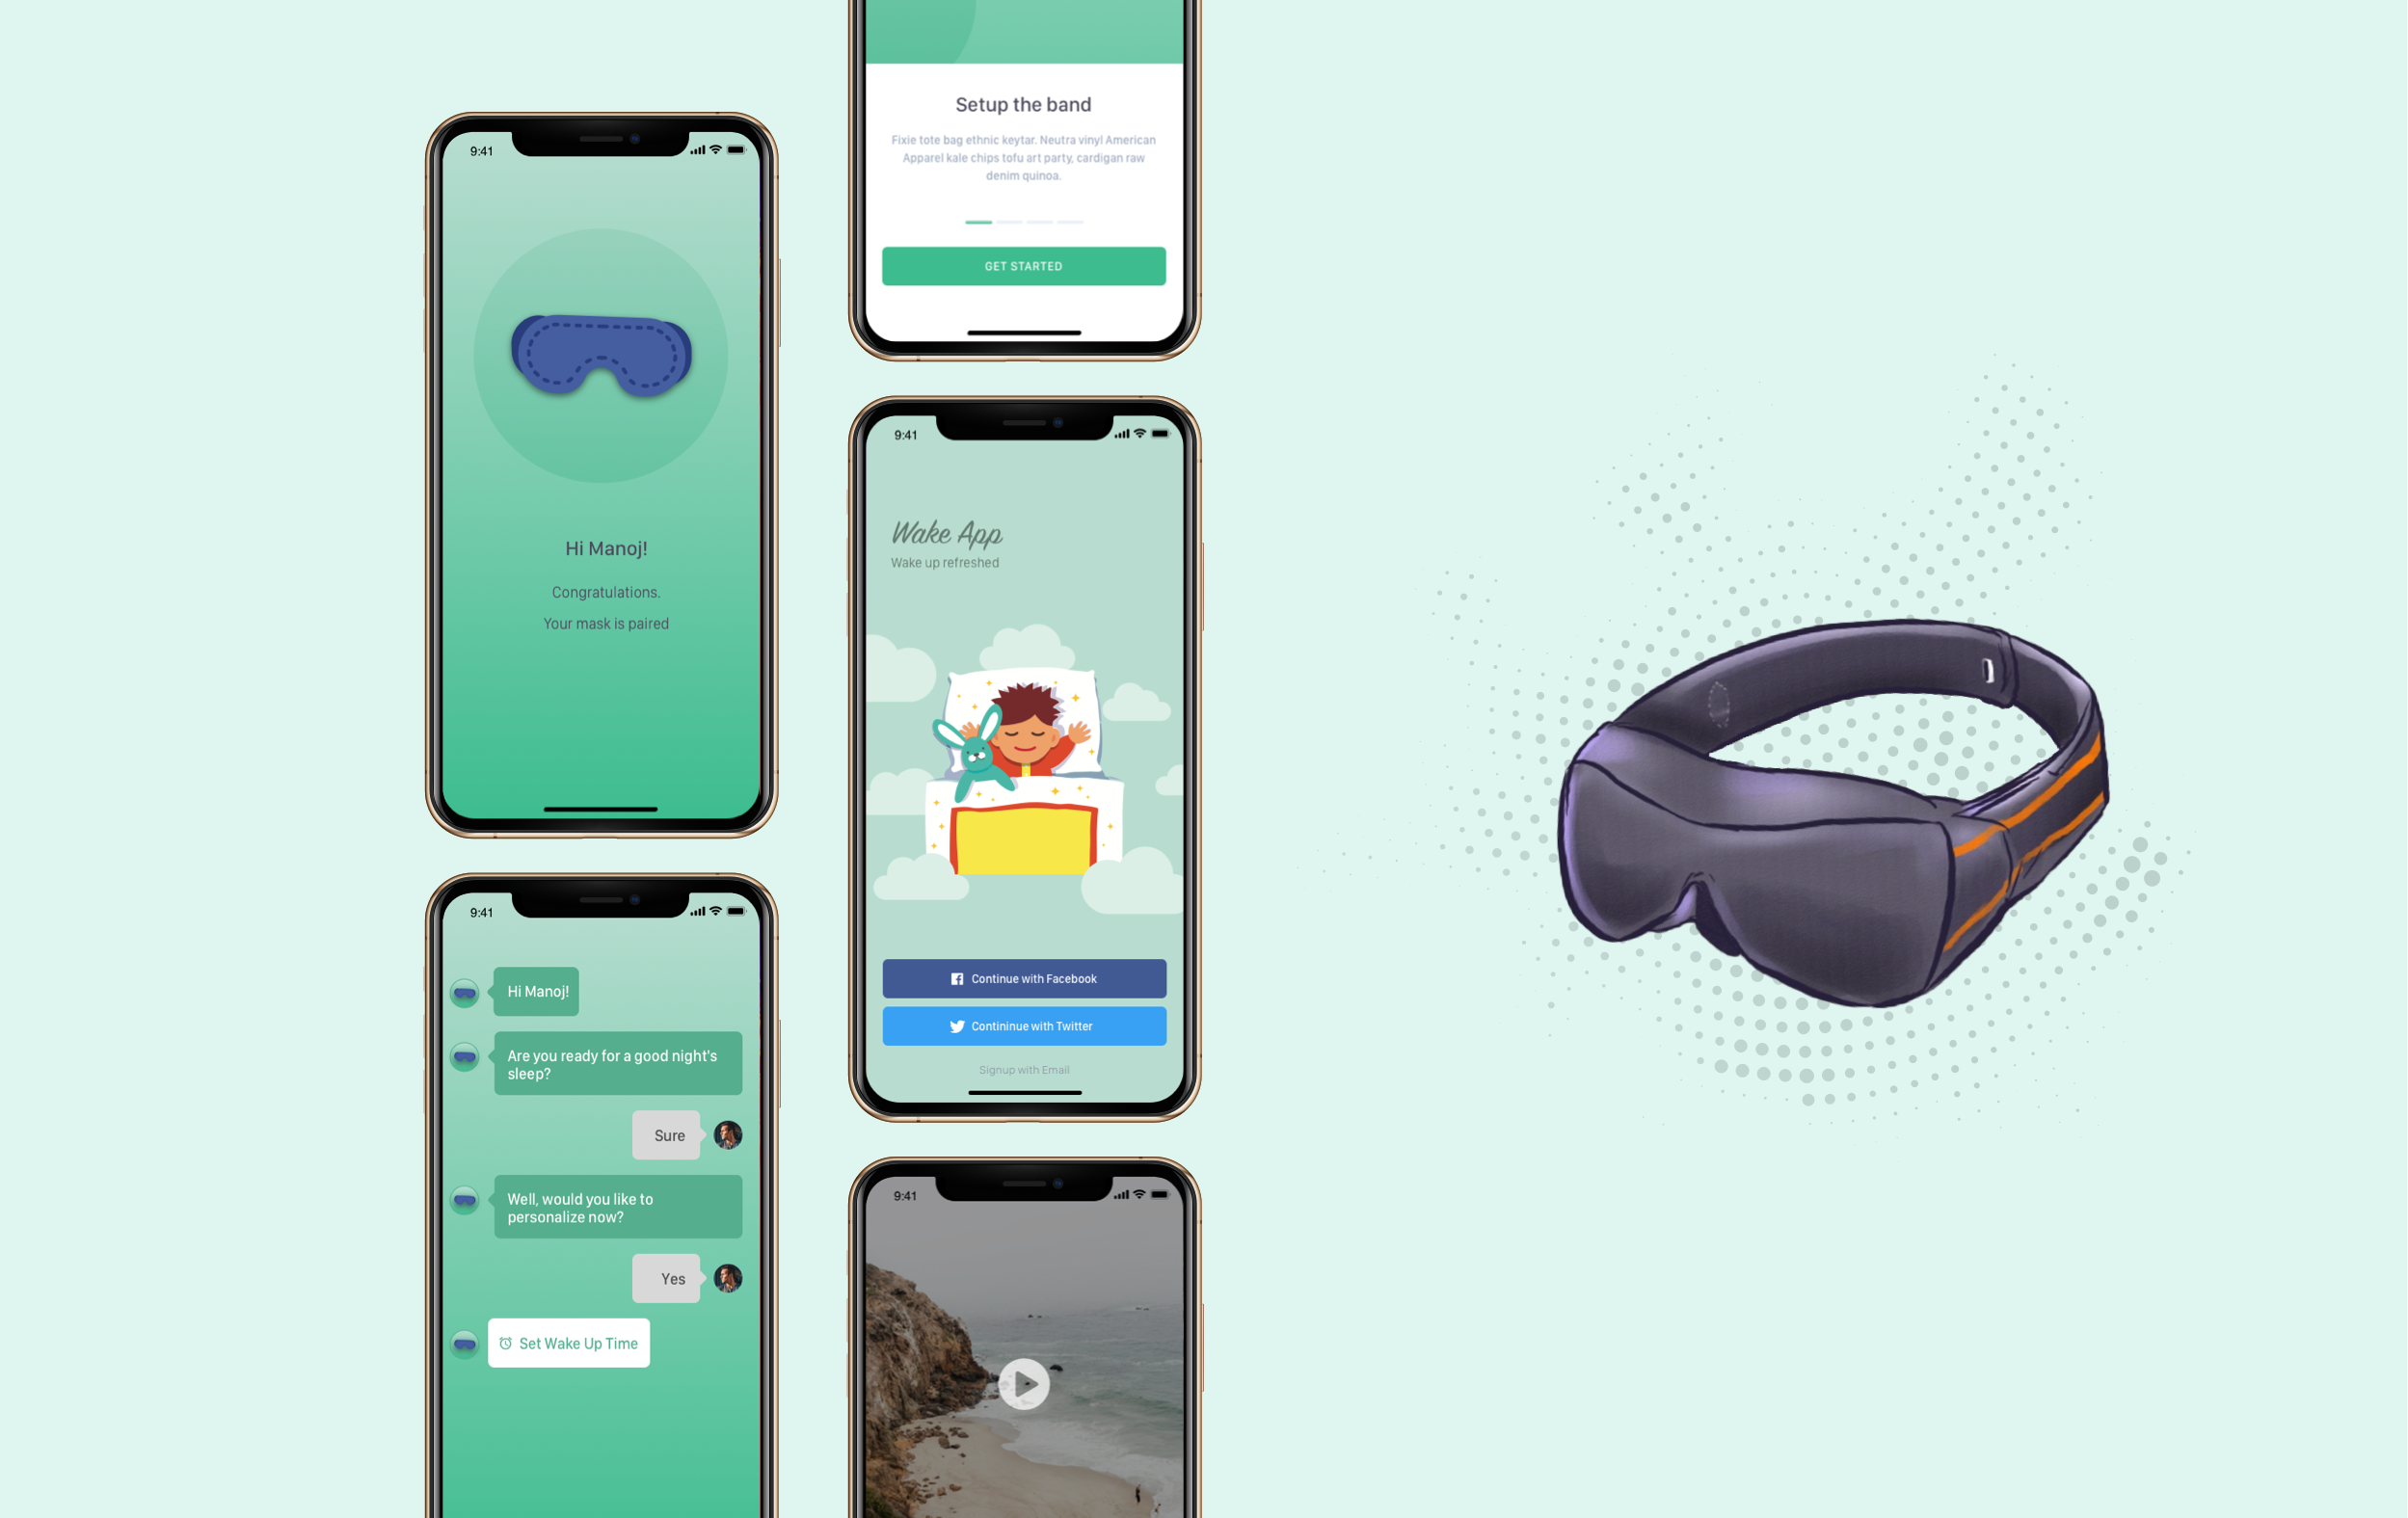 9:41
Hi Manoj!
Congratulations.
Your mask is paired
9:41
Hi Manoj!
Are you ready for a good night's
sleep?
Sure
Well, would you like to
personalize now?
Yes
Set Wake Up Time
Setup the band
Fixie tote bag ethnic keytar. Neutra vinyl American
Apparel kale chips tofu art party, cardigan raw
denim quinoa.
GET STARTED
9:41
Wake App
Wake up refreshed
Continue with Facebook
Contininue with Twitter
Signup with Email
9:41